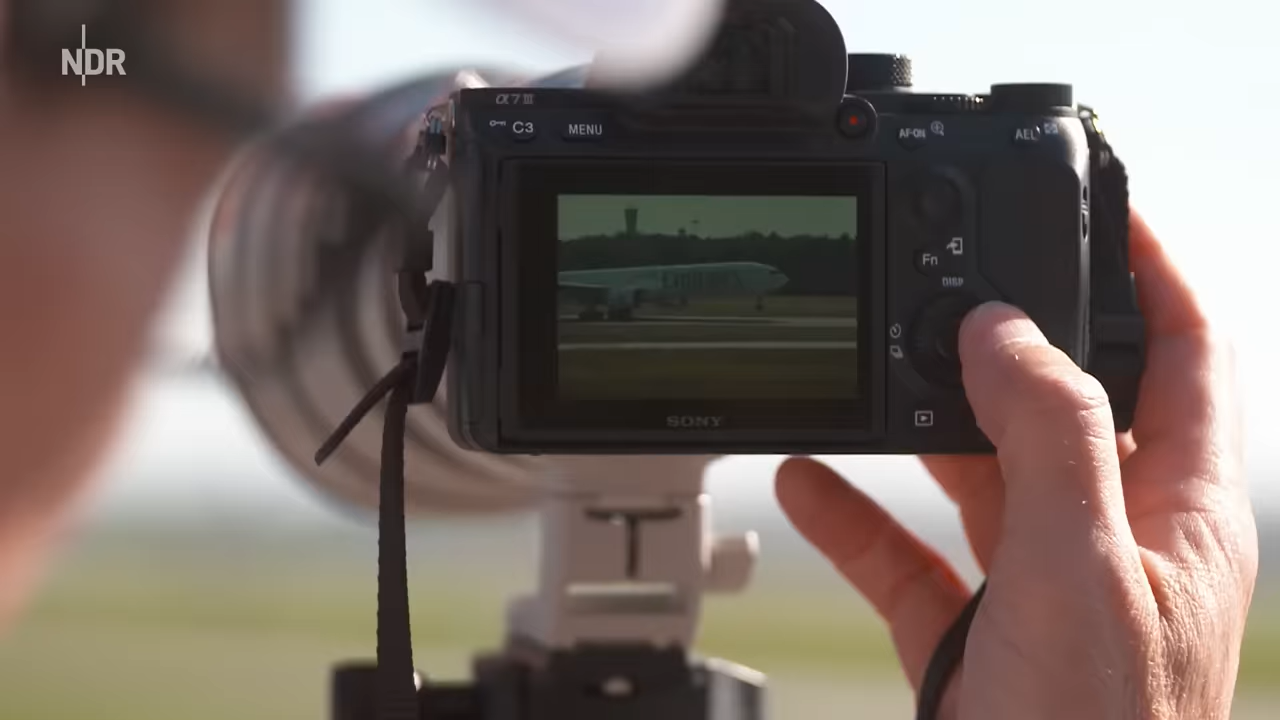 NDR
α7III
C3
MENU
AF-ON
AEL
Fn
DISP
SONY